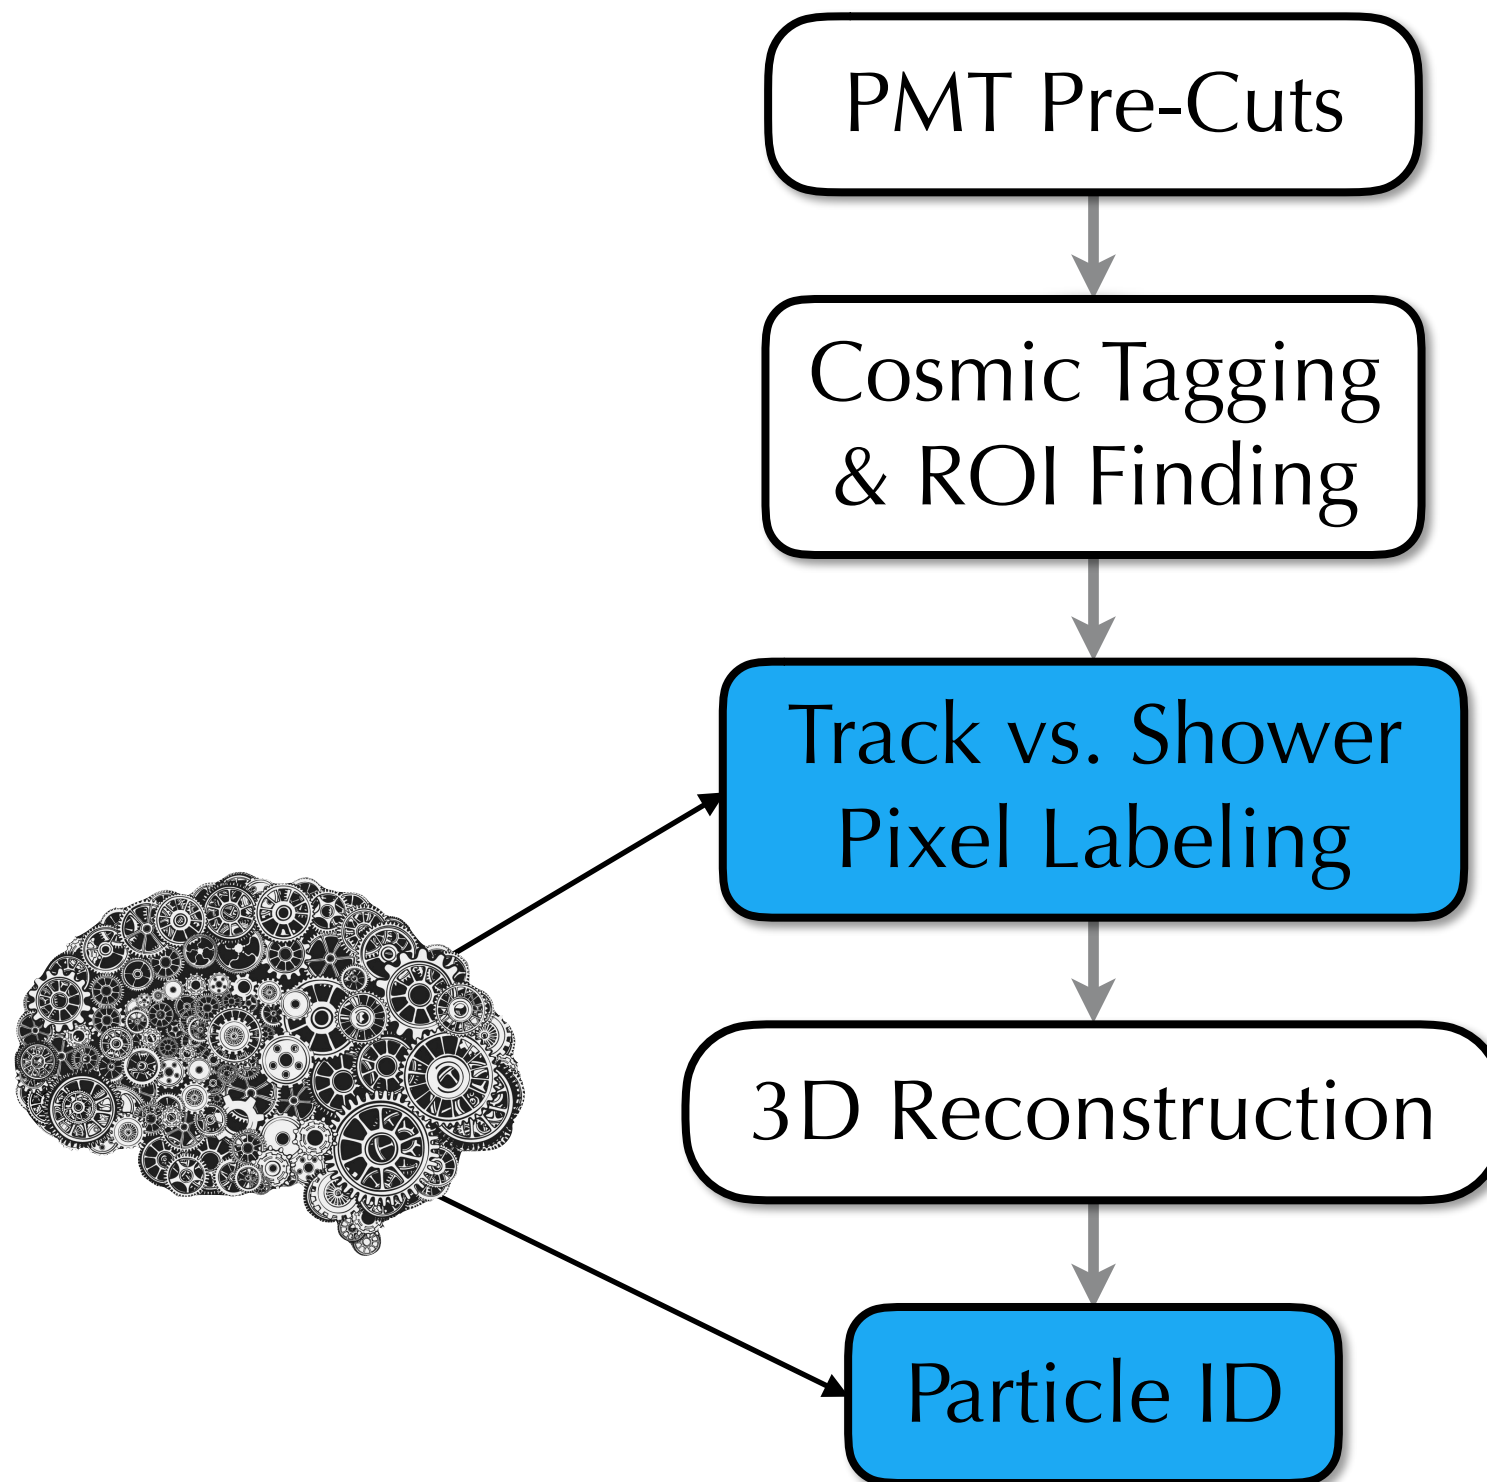 PMT Pre-Cuts
Cosmic Tagging
& ROI Finding
Track vs. Shower
Pixel Labeling
3D Reconstruction
Particle ID